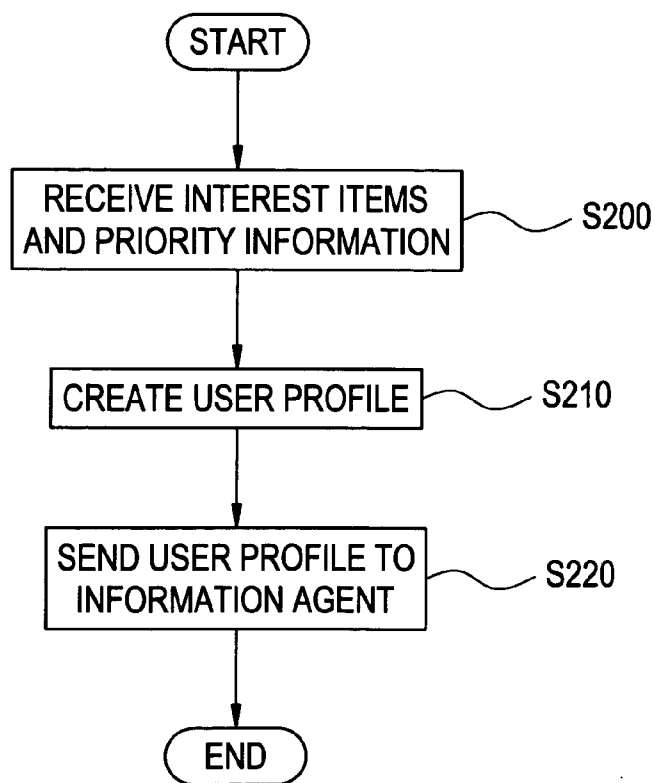 START
RECEIVE INTEREST ITEMS
AND PRIORITY INFORMATION
S200
CREATE USER PROFILE
S210
SEND USER PROFILE TO
INFORMATION AGENT
S220
END